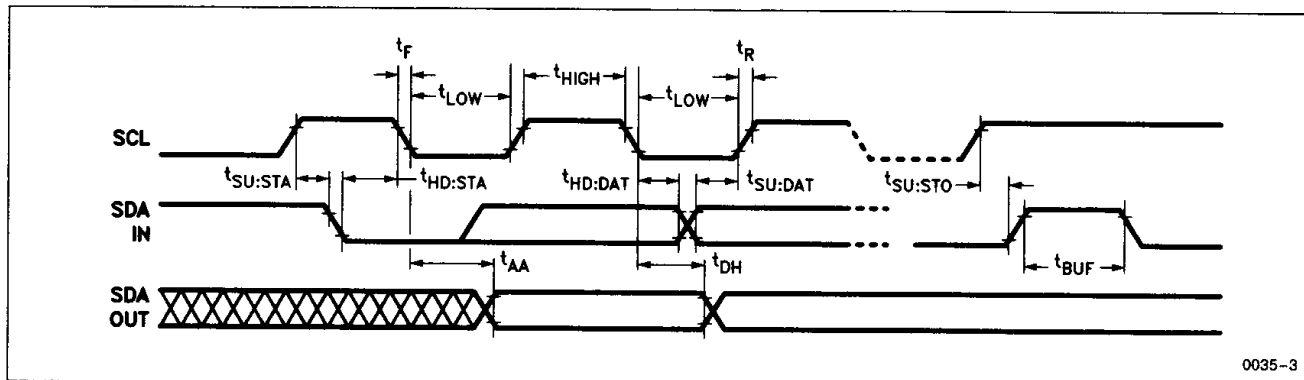 tF
tR
tHIGH
tLOW
tLOW
SCL
tSU:STA
tHD:STA
tHD:DAT
tSU:DAT
tSU:STO
SDA
IN
tAA
tDH
tBUF
SDA
OUT
0035-3